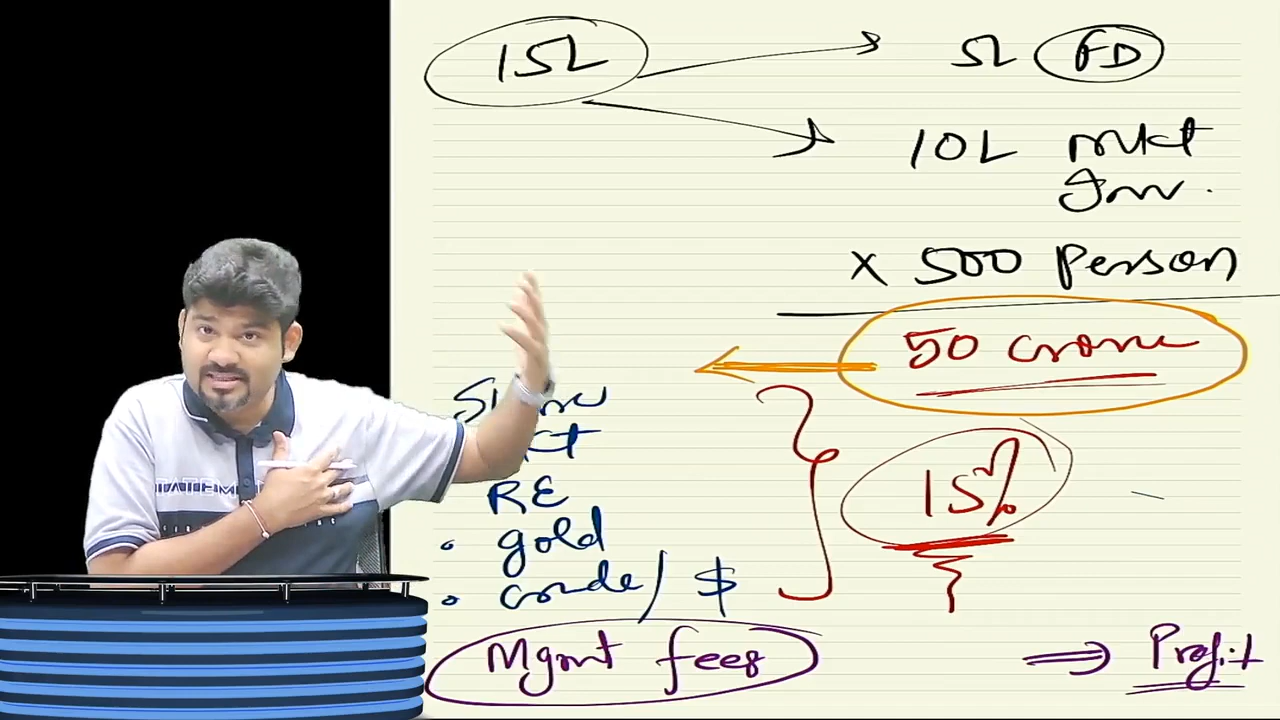 15L
5L FD
10L mkt
Inv.
x 500 Person
50 crore
15%
RE
• gold
• crude/ $
Mgmt fees
⇒ Profit